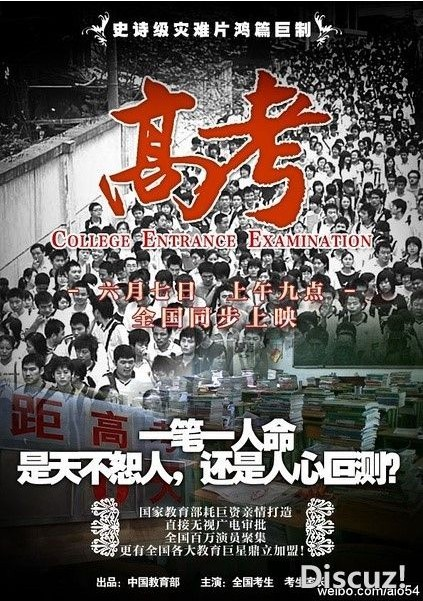 史诗级灾难片鸿篇巨制
高考
COLLEGE ENTRANCE EXAMINATION
- 六月七日 上午九点 -
全国同步上映
距高考
天
一笔一人命
是天不恕人，还是人心叵测？
国家教育部耗巨资亲情打造
直接无视广电审批
全国百万演员聚集
更有全国各大教育巨星鼎立加盟！
出品：中国教育部 主演：全国考生 考生家长
Discuz!
weibo.com/alo54